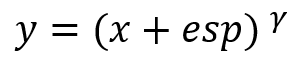 y = (x + esp) ^γ